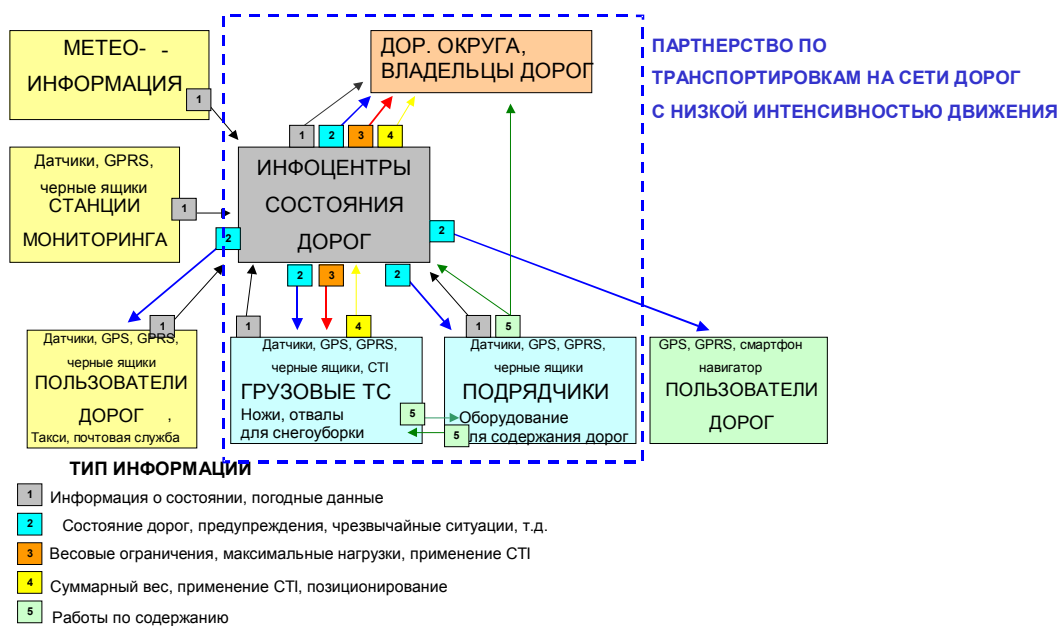 МЕТЕО- -
ИНФОРМАЦИЯ
1
ДОР. ОКРУГА,
ВЛАДЕЛЬЦЫ ДОРОГ
ПАРТНЕРСТВО ПО
ТРАНСПОРТИРОВКАМ НА СЕТИ ДОРОГ
С НИЗКОЙ ИНТЕНСИВНОСТЬЮ ДВИЖЕНИЯ
1 2 3 4
Датчики, GPRS,
черные ящики
СТАНЦИИ
МОНИТОРИНГА
1
ИНФОЦЕНТРЫ
СОСТОЯНИЯ
ДОРОГ
2
2
2 3 2
1 1 4 1 5
Датчики, GPS, GPRS,
черные ящики
ПОЛЬЗОВАТЕЛИ
ДОРОГ ,
Такси, почтовая служба
Датчики, GPS, GPRS,
черные ящики, CTI
ГРУЗОВЫЕ ТС
Ножи, отвалы
для снегоуборки
5
5
Датчики, GPS, GPRS,
черные ящики
ПОДРЯДЧИКИ
Оборудование
для содержания дорог
GPS, GPRS, смартфон
навигатор
ПОЛЬЗОВАТЕЛИ
ДОРОГ
ТИП ИНФОРМАЦИИ
1 Информация о состоянии, погодные данные
2 Состояние дорог, предупреждения, чрезвычайные ситуации, т.д.
3 Весовые ограничения, максимальные нагрузки, применение CTI
4 Суммарный вес, применение CTI, позиционирование
5 Работы по содержанию